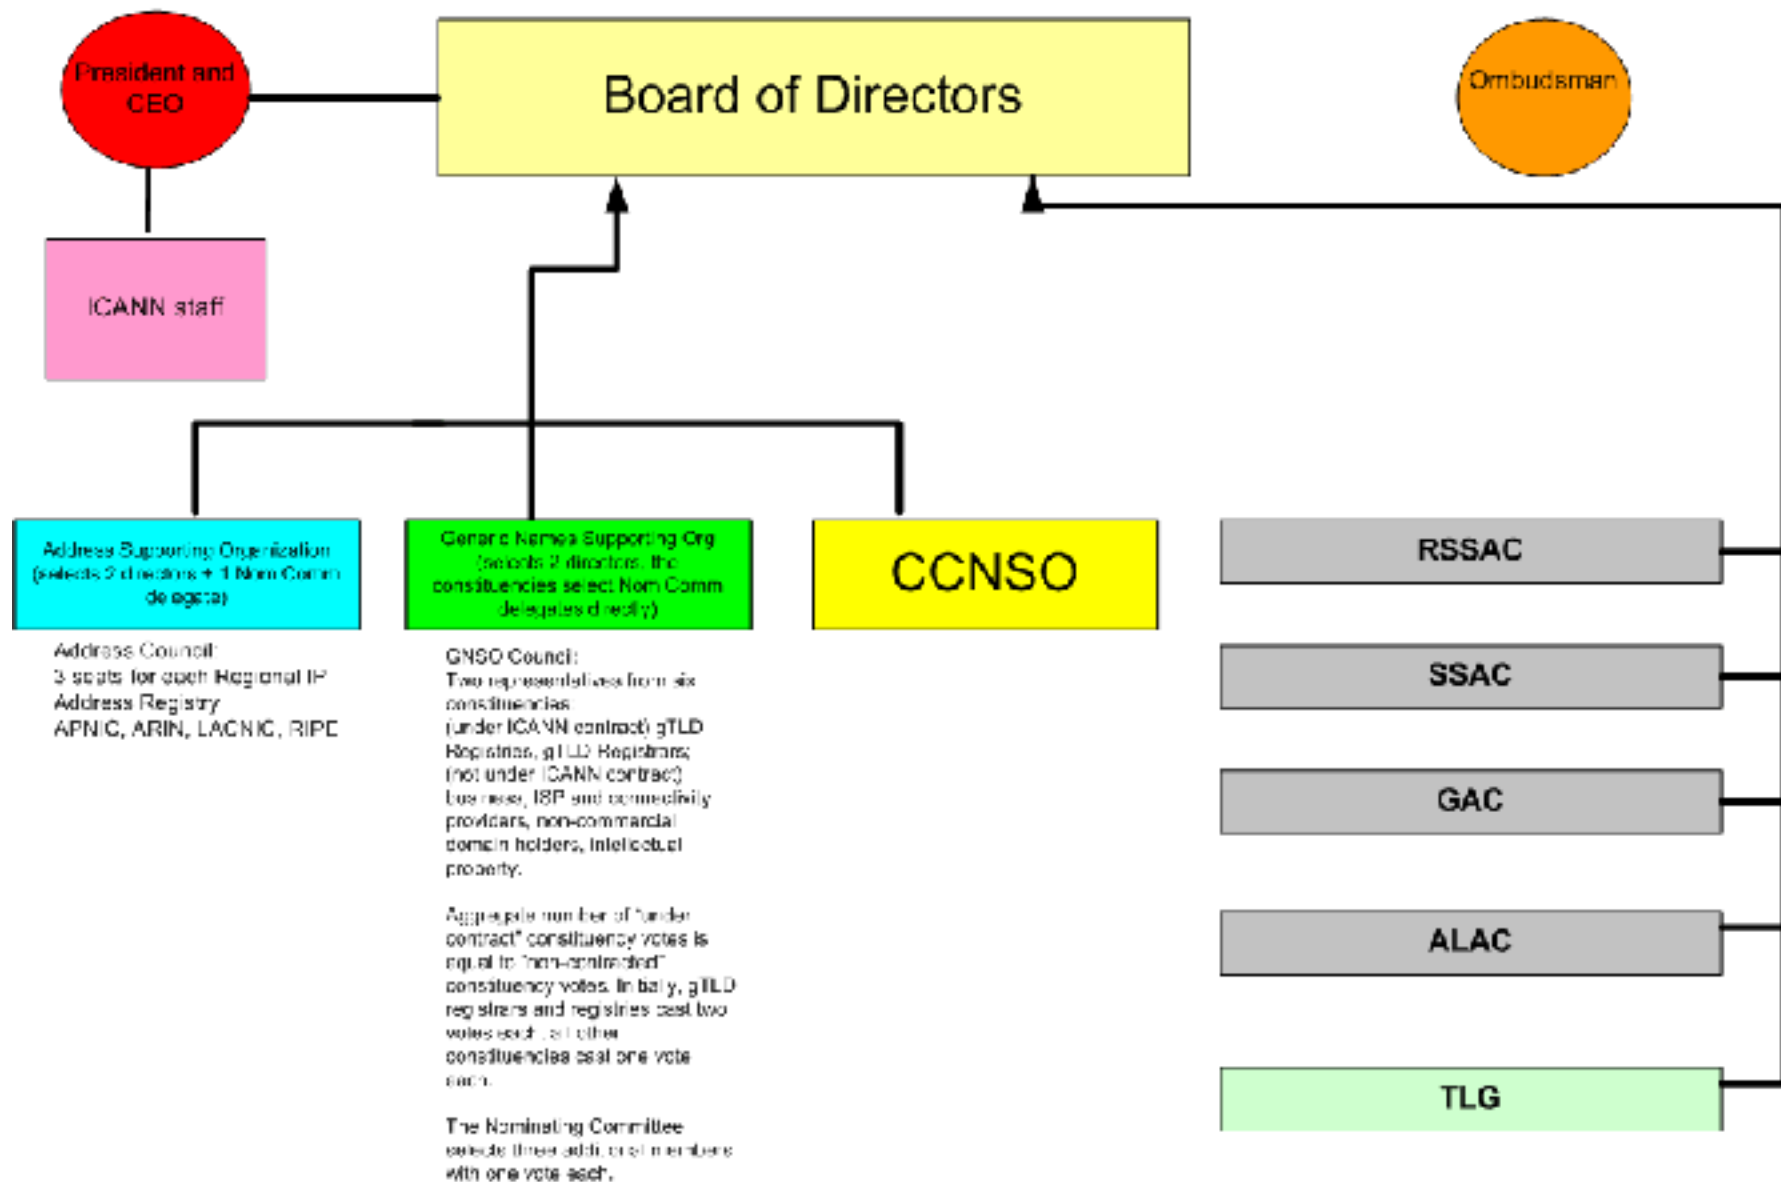 President and
CEO
Board of Directors
Ombudsman
ICANN staff
Address Supporting Organization
(selects 2 directors + 1 Nom Comm
delegate)
Generic Names Supporting Org
(selects 2 directors, the
constituencies select Nom Comm
delegates directly)
CCNSO
Address Council:
3 seats for each Regional IP
Address Registry
APNIC, ARIN, LACNIC, RIPE
GNSO Council:
Two representatives from six
constituencies
(under ICANN contract) gTLD
Registries, gTLD Registrars;
(not under ICANN contract)
business, ISP and connectivity
providers, non-commercial
domain holders, intellectual
property.
Aggregate number of "under
contract" constituency votes is
equal to "non-contracted"
constituency votes. Initially, gTLD
registrars and registries cast two
votes each, all other
constituencies cast one vote
each.
The Nominating Committee
selects three additional members
with one vote each.
RSSAC
SSAC
GAC
ALAC
TLG